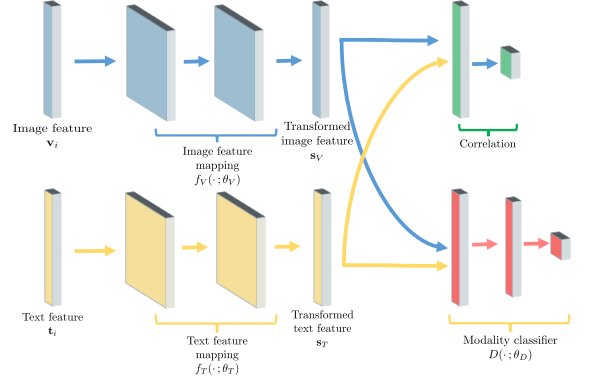 Image feature
v_i
Image feature
mapping
f_V(·; θ_V)
Transformed
image feature
s_V
Correlation
Text feature
t_i
Text feature
mapping
f_T(·; θ_T)
Transformed
text feature
s_T
Modality classifier
D(·; θ_D)